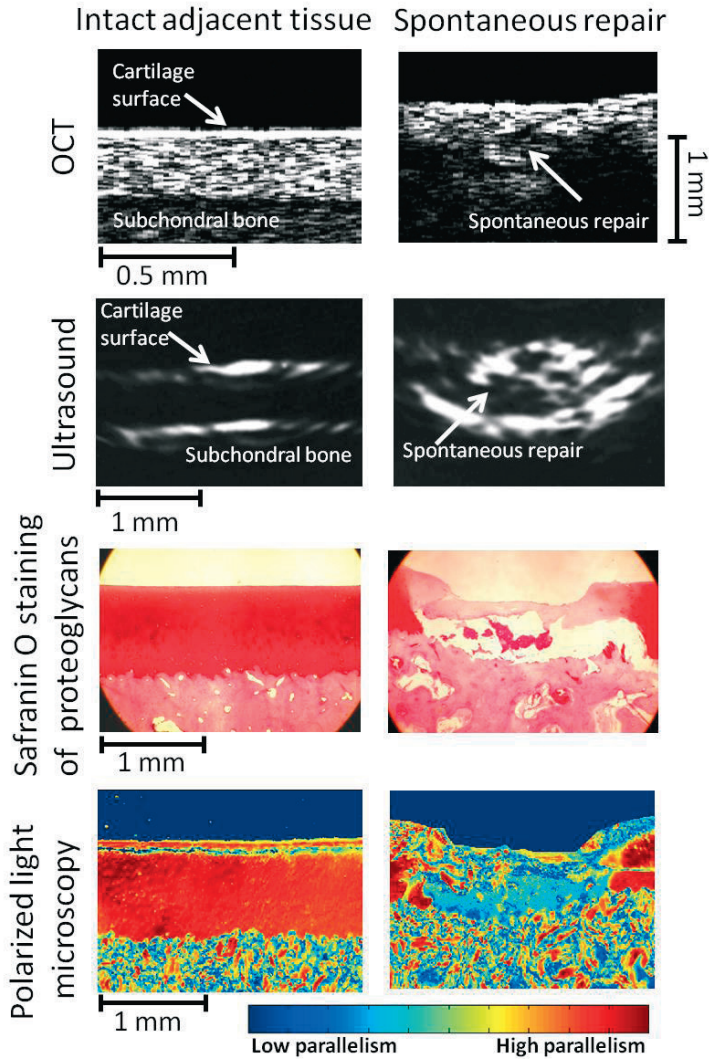 Intact adjacent tissue
Spontaneous repair
OCT
Cartilage
surface
Subchondral bone
Spontaneous repair
1 mm
0.5 mm
Ultrasound
Cartilage
surface
Subchondral bone
Spontaneous
repair
1 mm
Safranin O staining
of proteoglycans
1 mm
Polarized light
microscopy
1 mm
Low parallelism
High parallelism